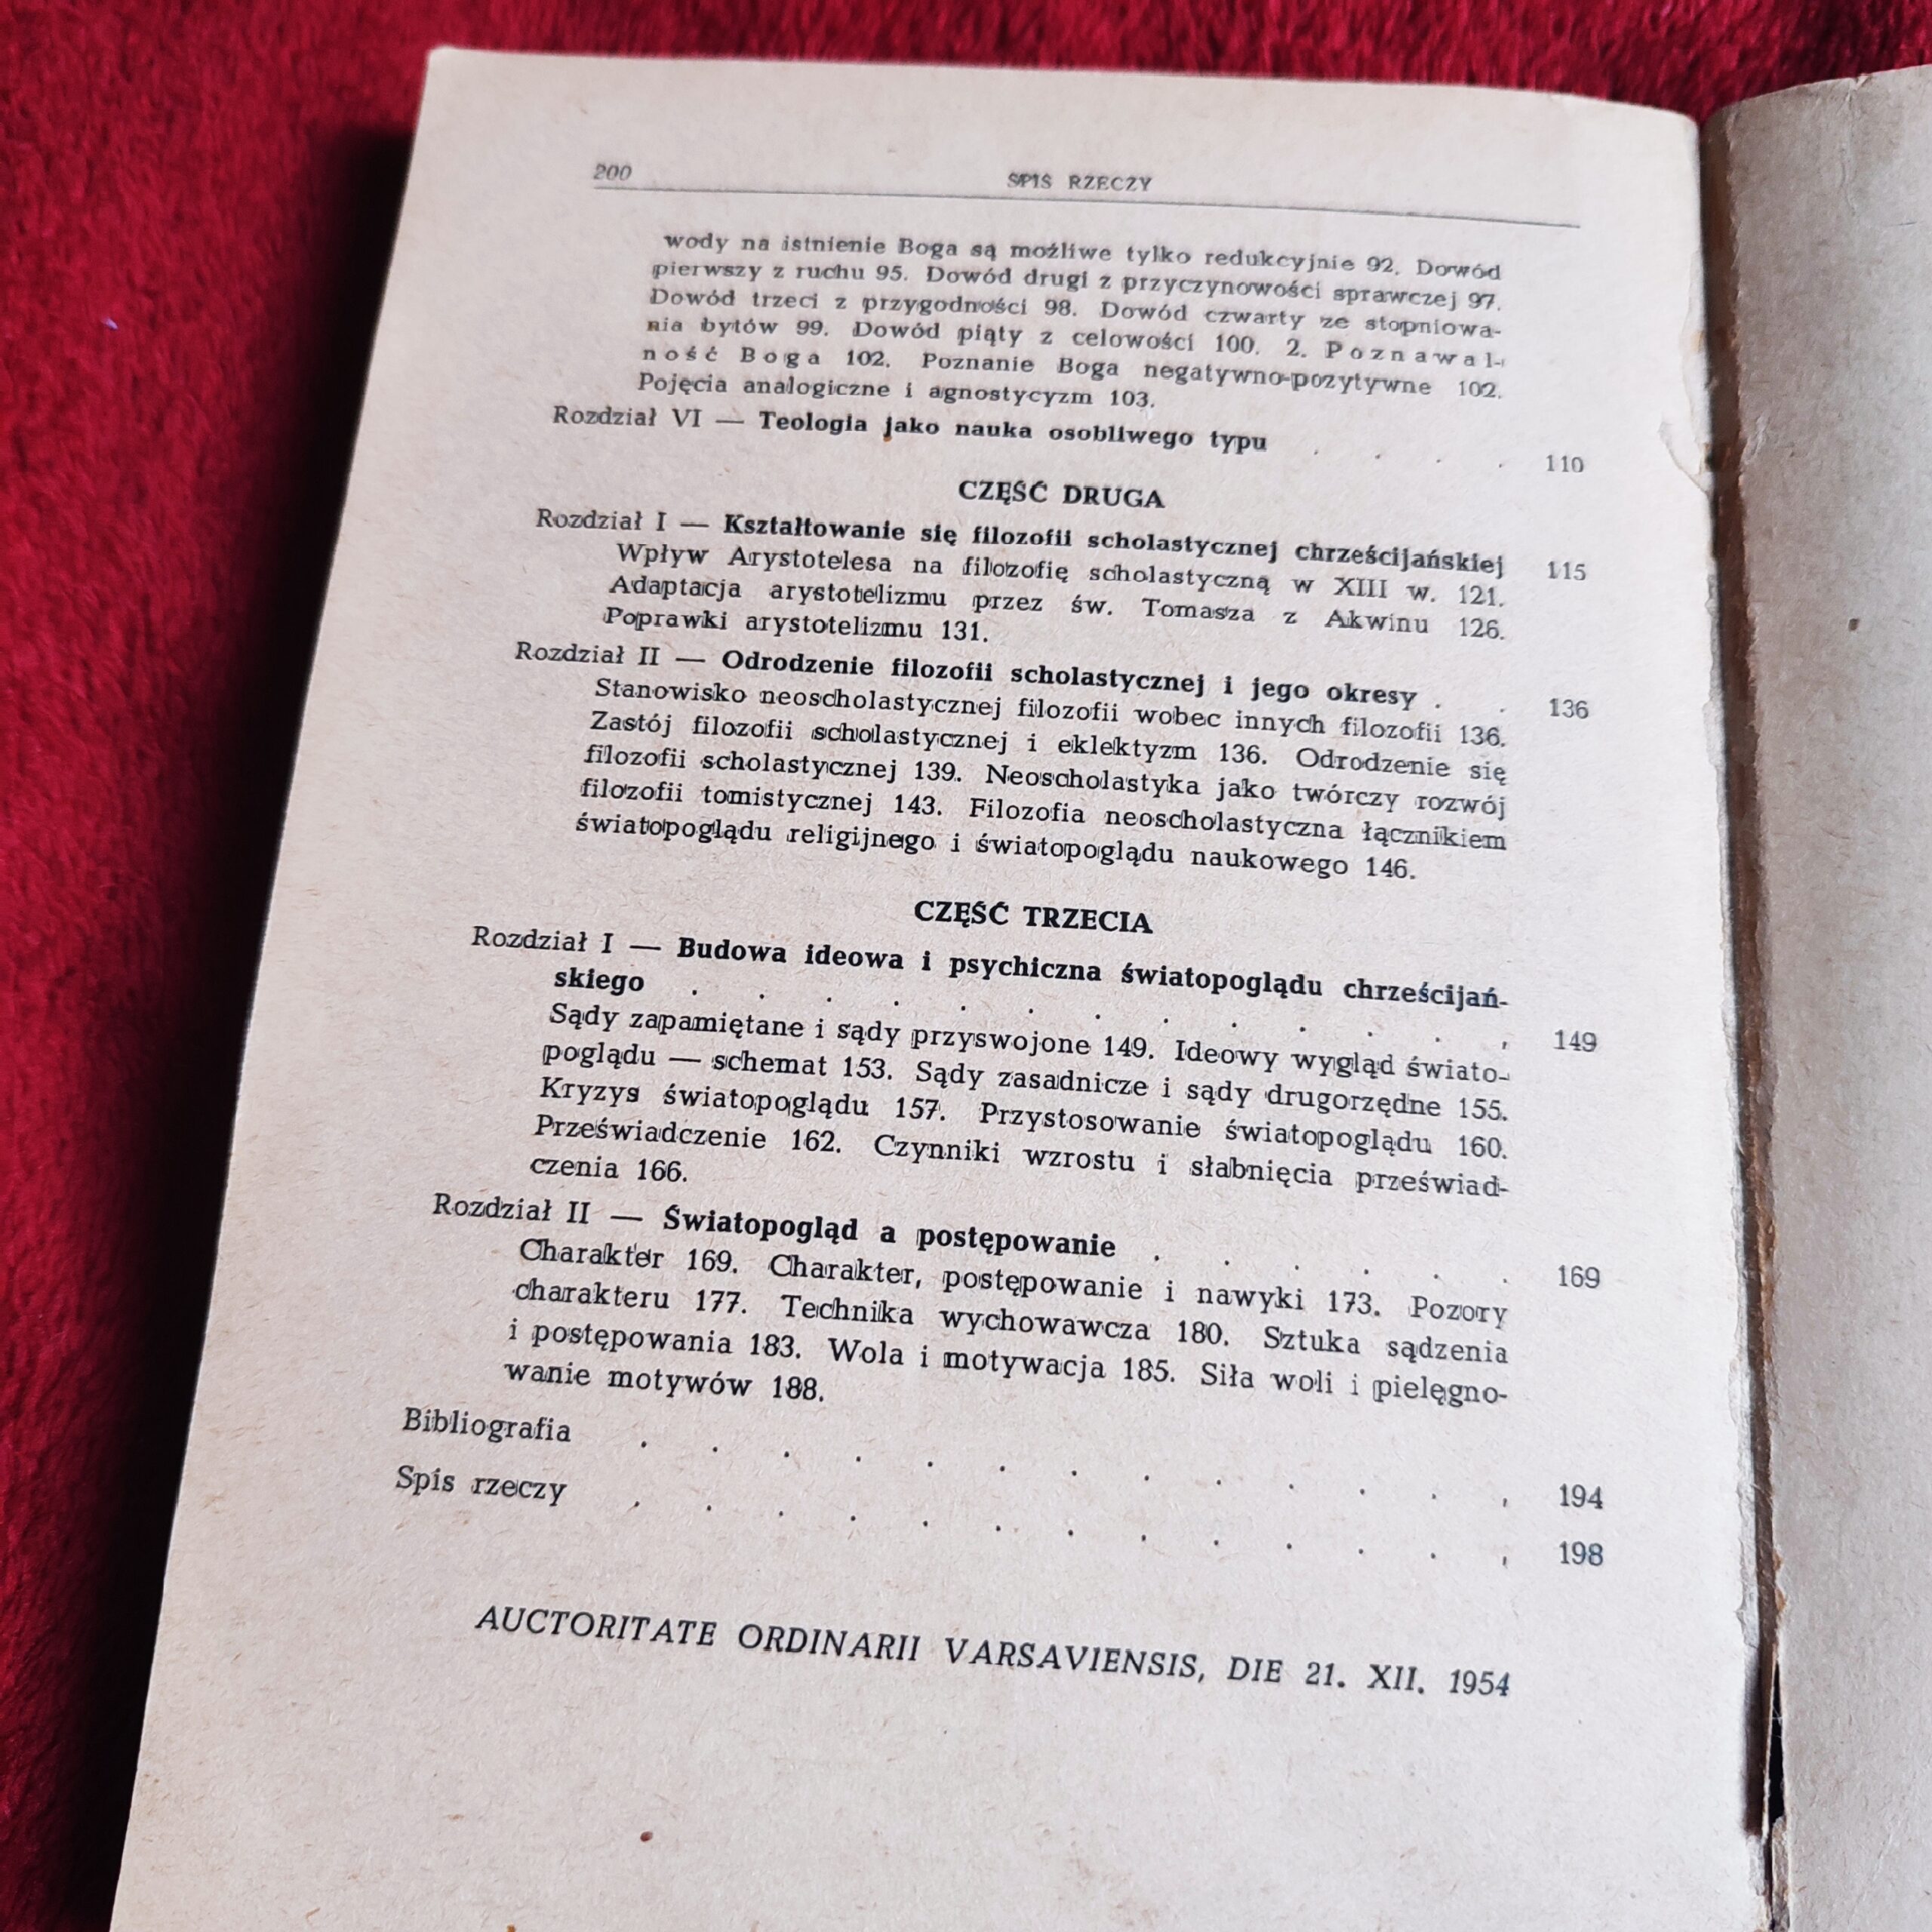 200 SPIS RZECZY
wody na istnienie Boga są możliwe tylko redukcyjnie 92. Dowód
pierwszy z ruchu 95. Dowód drugi z przyczynowości sprawczej 97.
Dowód trzeci z przygodności 98. Dowód czwarty ze stopniowa-
nia bytów 99. Dowód piąty z celowości 100. 2. Poznawal-
ność Boga 102. Poznanie Boga negatywno-pozytywne 102.
Pojęcia analogiczne i agnostycyzm 103.
Rozdział VI — Teologia jako nauka osobliwego typu . . . . 110
CZĘŚĆ DRUGA
Rozdział I — Kształtowanie się filozofii scholastycznej chrześcijańskiej 115
Wpływ Arystotelesa na filozofię scholastyczną w XIII w. 121.
Adaptacja arystotelizmu przez św. Tomasza z Akwinu 126.
Poprawki arystotelizmu 131.
Rozdział II — Odrodzenie filozofii scholastycznej i jego okresy . . 136
Stanowisko neoscholastycznej filozofii wobec innych filozofii 136.
Zastój filozofii scholastycznej i eklektyzm 136. Odrodzenie się
filozofii scholastycznej 139. Neoscholastyka jako twórczy rozwój
filozofii tomistycznej 143. Filozofia neoscholastyczna łącznikiem
światopoglądu religijnego i światopoglądu naukowego 146.
CZĘŚĆ TRZECIA
Rozdział I — Budowa ideowa i psychiczna światopoglądu chrześcijań-
skiego . . . . . . . . . . . . . 149
Sądy zapamiętane i sądy przyswojone 149. Ideowy wygląd świato-
poglądu — schemat 153. Sądy zasadnicze i sądy drugorzędne 155.
Kryzys światopoglądu 157. Przystosowanie światopoglądu 160.
Przeświadczenie 162. Czynniki wzrostu i słabnięcia przeświad-
czenia 166.
Rozdział II — Światopogląd a postępowanie . . . . . . 169
Charakter 169. Charakter, postępowanie i nawyki 173. Pozory
charakteru 177. Technika wychowawcza 180. Sztuka sądzenia
i postępowania 183. Wola i motywacja 185. Siła woli i pielęgno-
wanie motywów 188.
Bibliografia . . . . . . . . . . . . . 194
Spis rzeczy . . . . . . . . . . . . . 198
AUCTORITATE ORDINARII VARSAVIENSIS, DIE 21. XII. 1954